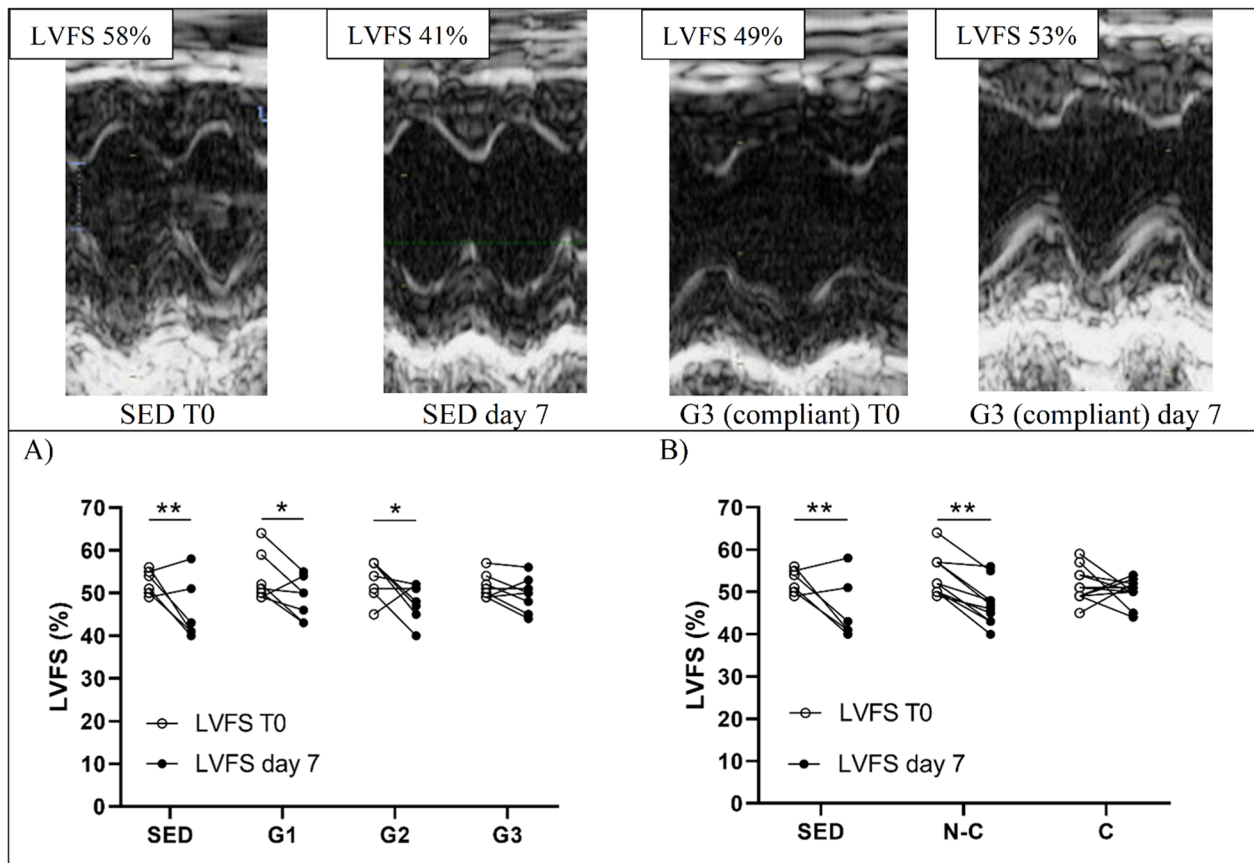 LVFS 58%
LVFS 41%
LVFS 49%
LVFS 53%
SED T0
SED day 7
G3 (compliant) T0
G3 (compliant) day 7
A)
B)
LVFS (%)
70
60
50
40
30
20
10
0
** * *
LVFS T0
LVFS day 7
SED G1 G2 G3
LVFS (%)
70
60
50
40
30
20
10
0
** **
LVFS T0
LVFS day 7
SED N-C C